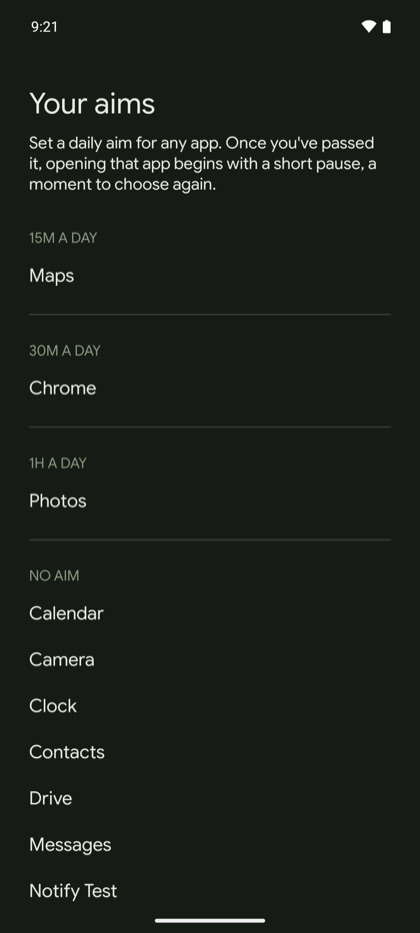 9:21
Your aims
Set a daily aim for any app. Once you've passed
it, opening that app begins with a short pause, a
moment to choose again.
15M A DAY
Maps
30M A DAY
Chrome
1H A DAY
Photos
NO AIM
Calendar
Camera
Clock
Contacts
Drive
Messages
Notify Test